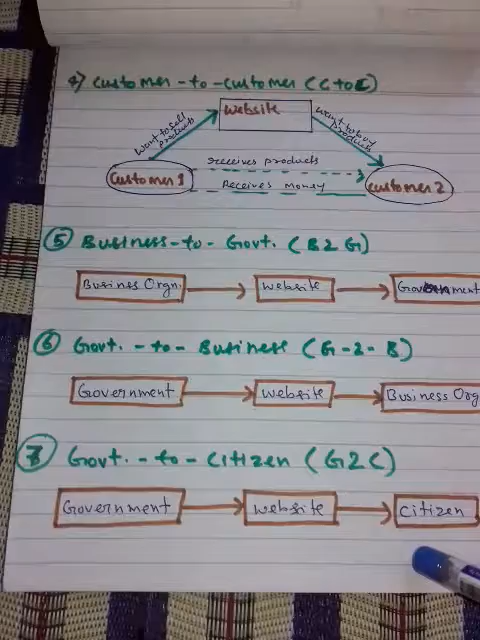 4) Customer-to-customer (C to C)
Website
Want to sell products
Want to buy products
receives products
Customer 1
customer 2
Receives money
⑤ Business-to-Govt. (B2G)
Business Orgn.
Website
⑥ Govt.-to-Business (G-2-B)
Government
Website
Business Org
⑦ Govt.-to-Citizen (G2C)
Government
Website
Citizen